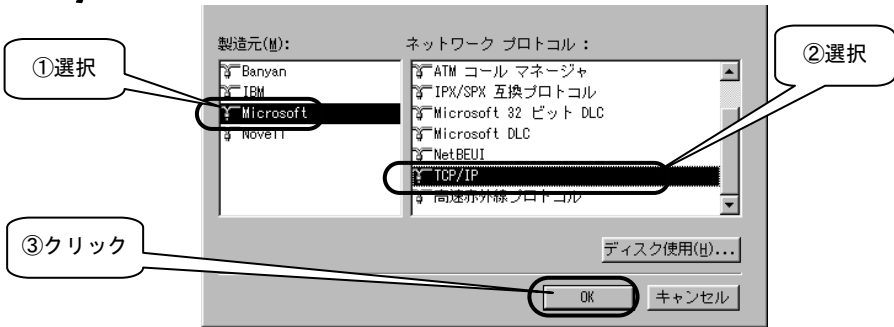 製造元(M):
ネットワーク プロトコル :
①選択
②選択
Banyan
IBM
Microsoft
Novell
ATM コール マネージャ
IPX/SPX 互換プロトコル
Microsoft 32 ビット DLC
Microsoft DLC
NetBEUI
TCP/IP
高速赤外線プロトコル
③クリック
ディスク使用(H)...
OK
キャンセル